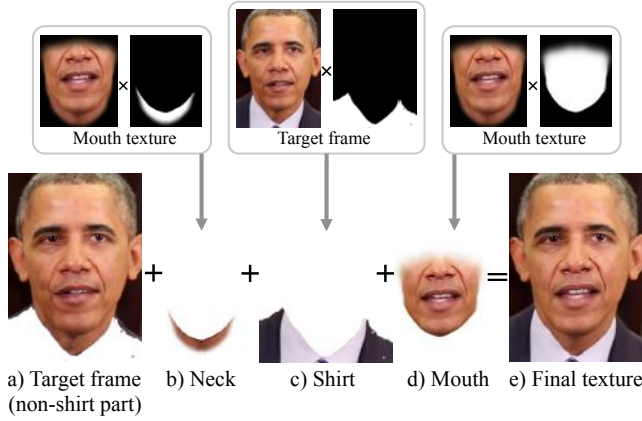 ×
×
×
Mouth texture
Target frame
Mouth texture
+
+
+
=
a) Target frame
(non-shirt part)
b) Neck
c) Shirt
d) Mouth
e) Final texture